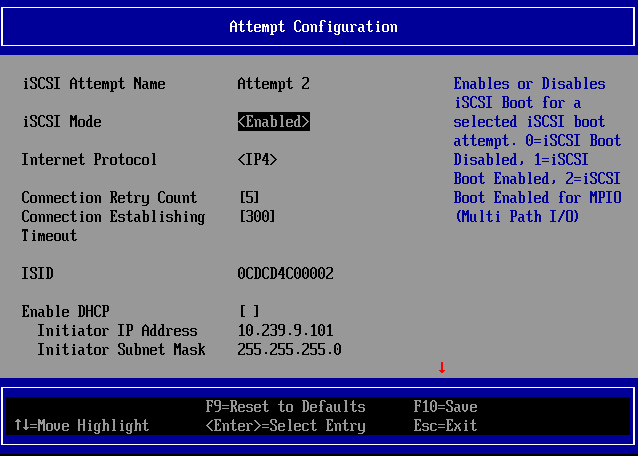 Attempt Configuration
iSCSI Attempt Name Attempt 2
iSCSI Mode <Enabled>
Internet Protocol <IP4>
Connection Retry Count [5]
Connection Establishing [300]
Timeout
ISID 0CDCD4C00002
Enable DHCP [ ]
Initiator IP Address 10.239.9.101
Initiator Subnet Mask 255.255.255.0
Enables or Disables
iSCSI Boot for a
selected iSCSI boot
attempt. 0=iSCSI Boot
Disabled, 1=iSCSI
Boot Enabled, 2=iSCSI
Boot Enabled for MPIO
(Multi Path I/O)
↓
F9=Reset to Defaults F10=Save
↑↓=Move Highlight <Enter>=Select Entry Esc=Exit